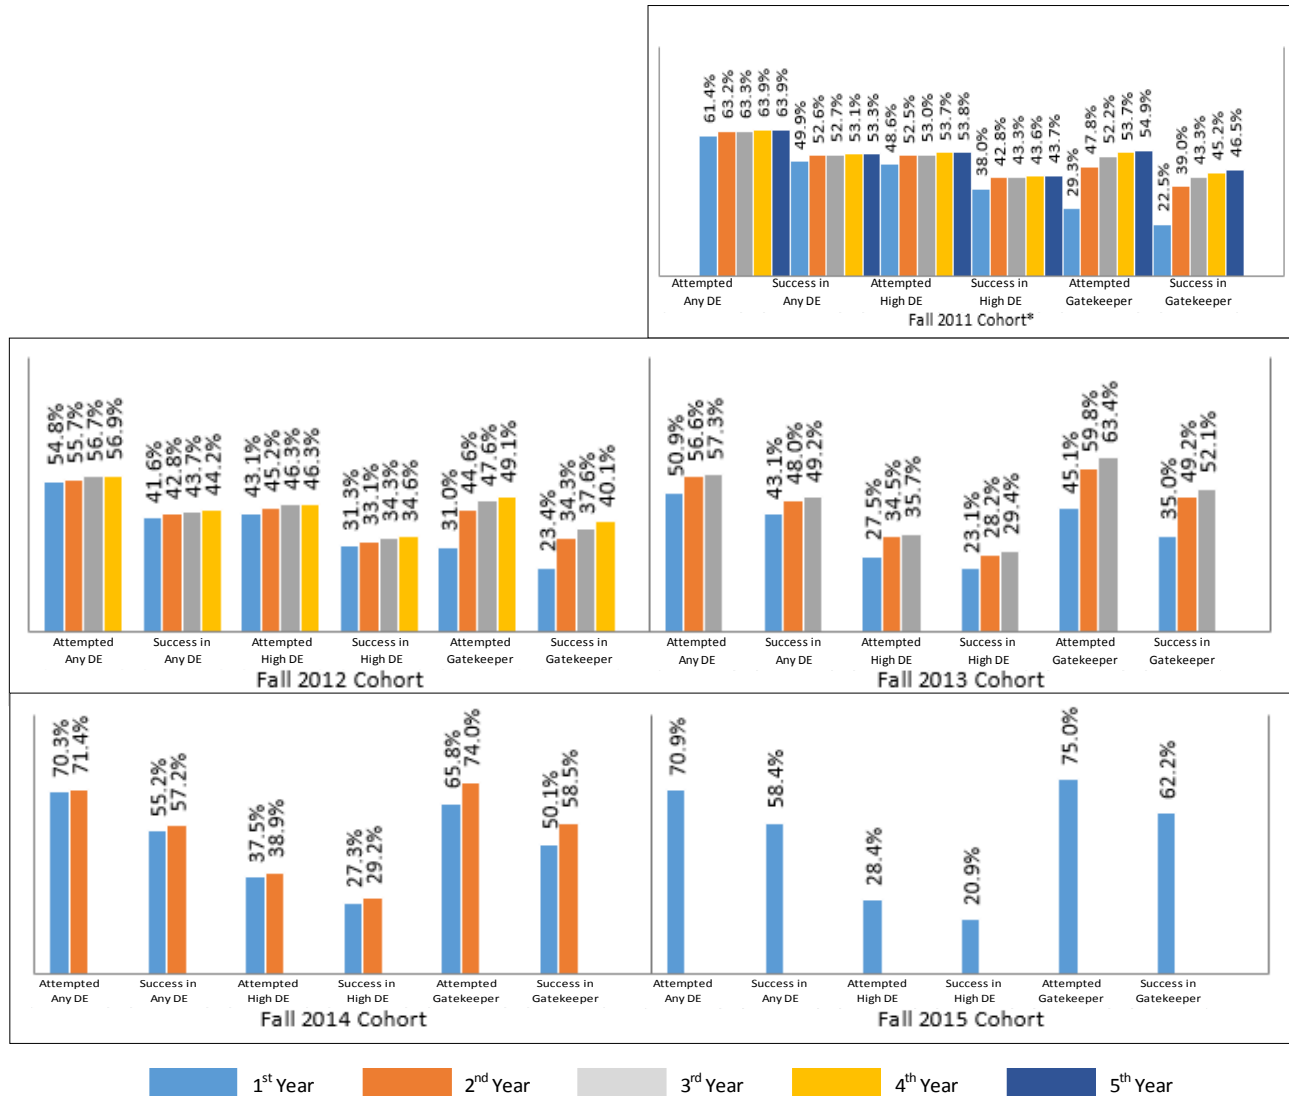 61.4% 63.2% 63.3% 63.9% 63.9% 49.9% 52.6% 52.7% 53.1% 53.3% 48.6% 52.5% 53.0% 53.7% 53.8% 38.0% 42.8% 43.3% 43.6% 43.7% 29.3% 47.8% 52.2% 53.7% 54.9% 22.5% 39.0% 43.3% 45.2% 46.5%
Attempted Success in Attempted Success in Attempted Success in
Any DE Any DE High DE High DE Gatekeeper Gatekeeper
Fall 2011 Cohort*
54.8% 55.7% 56.7% 56.9% 41.6% 42.8% 43.7% 44.2% 43.1% 45.2% 46.3% 46.3% 31.3% 33.1% 34.3% 34.6% 31.0% 44.6% 47.6% 49.1% 23.4% 34.3% 37.6% 40.1%
Attempted Success in Attempted Success in Attempted Success in
Any DE Any DE High DE High DE Gatekeeper Gatekeeper
Fall 2012 Cohort
50.9% 56.6% 57.3% 43.1% 48.0% 49.2% 27.5% 34.5% 35.7% 23.1% 28.2% 29.4% 45.1% 59.8% 63.4% 35.0% 49.2% 52.1%
Attempted Success in Attempted Success in Attempted Success in
Any DE Any DE High DE High DE Gatekeeper Gatekeeper
Fall 2013 Cohort
70.3% 71.4% 55.2% 57.2% 37.5% 38.9% 27.3% 29.2% 65.8% 74.0% 50.1% 58.5%
Attempted Success in Attempted Success in Attempted Success in
Any DE Any DE High DE High DE Gatekeeper Gatekeeper
Fall 2014 Cohort
70.9% 58.4% 28.4% 20.9% 75.0% 62.2%
Attempted Success in Attempted Success in Attempted Success in
Any DE Any DE High DE High DE Gatekeeper Gatekeeper
Fall 2015 Cohort
1st Year 2nd Year 3rd Year 4th Year 5th Year